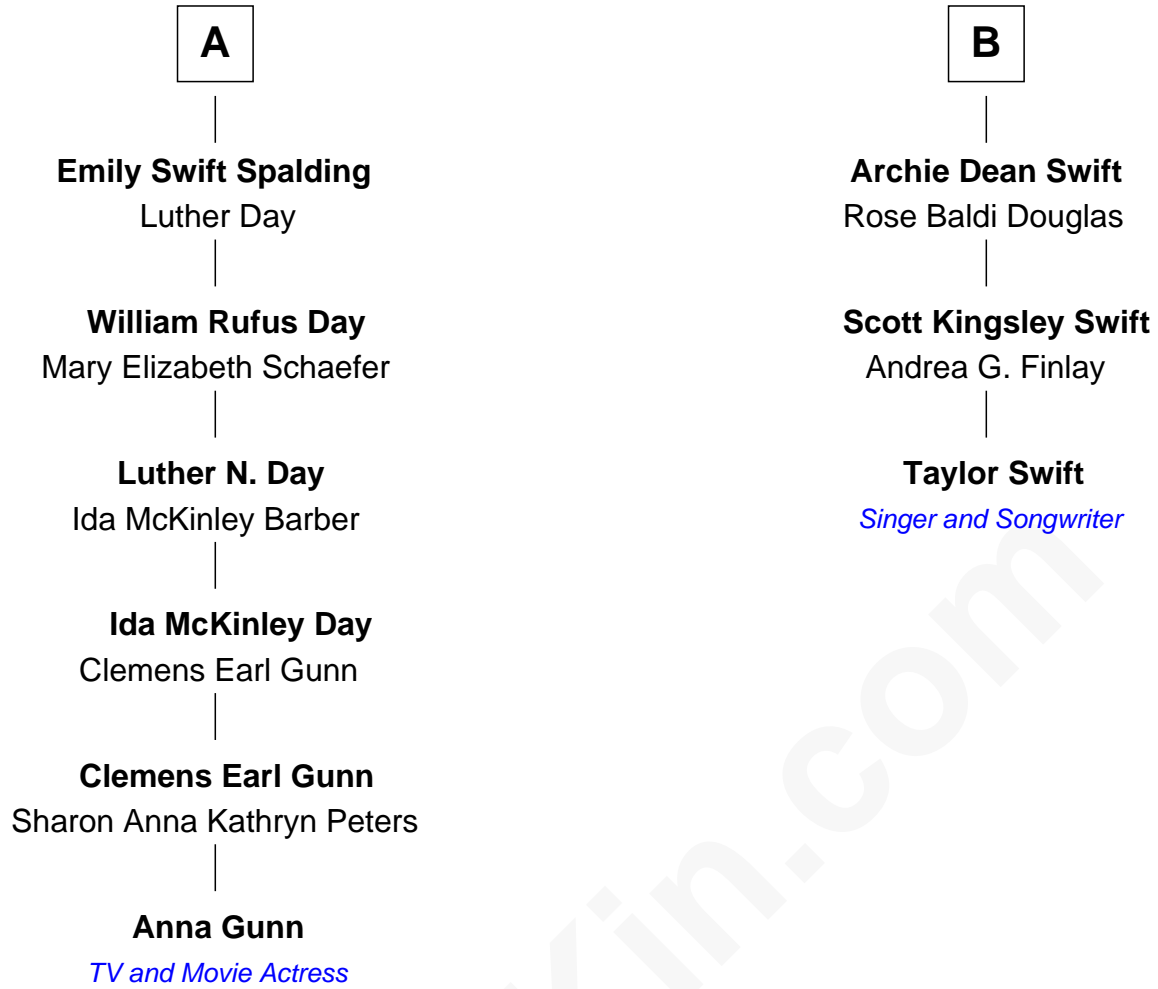 A
Emily Swift Spalding
Luther Day
William Rufus Day
Mary Elizabeth Schaefer
Luther N. Day
Ida McKinley Barber
Ida McKinley Day
Clemens Earl Gunn
Clemens Earl Gunn
Sharon Anna Kathryn Peters
Anna Gunn
TV and Movie Actress
B
Archie Dean Swift
Rose Baldi Douglas
Scott Kingsley Swift
Andrea G. Finlay
Taylor Swift
Singer and Songwriter
kin.com